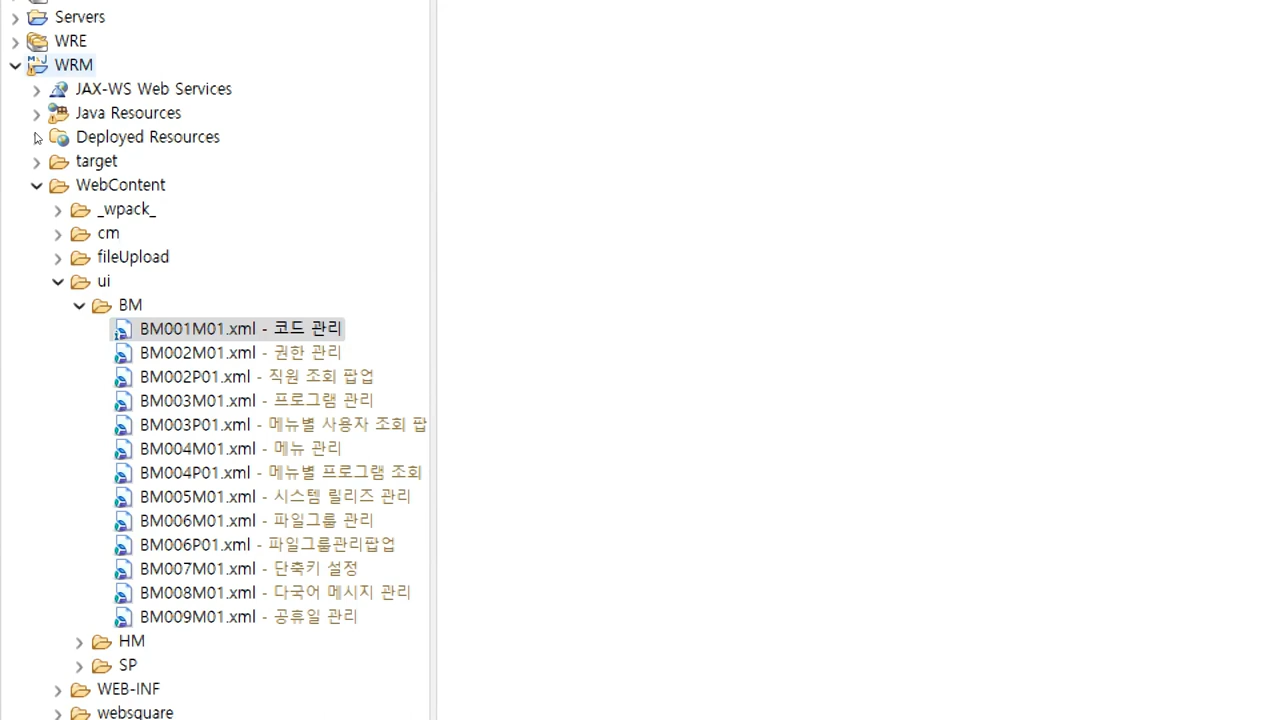 Servers
WRE
WRM
JAX-WS Web Services
Java Resources
Deployed Resources
target
WebContent
_wpack_
cm
fileUpload
ui
BM
BM001M01.xml - 코드 관리
BM002M01.xml - 권한 관리
BM002P01.xml - 직원 조회 팝업
BM003M01.xml - 프로그램 관리
BM003P01.xml - 메뉴별 사용자 조회 팝
BM004M01.xml - 메뉴 관리
BM004P01.xml - 메뉴별 프로그램 조회
BM005M01.xml - 시스템 릴리즈 관리
BM006M01.xml - 파일그룹 관리
BM006P01.xml - 파일그룹관리팝업
BM007M01.xml - 단축키 설정
BM008M01.xml - 다국어 메시지 관리
BM009M01.xml - 공휴일 관리
HM
SP
WEB-INF
websquare